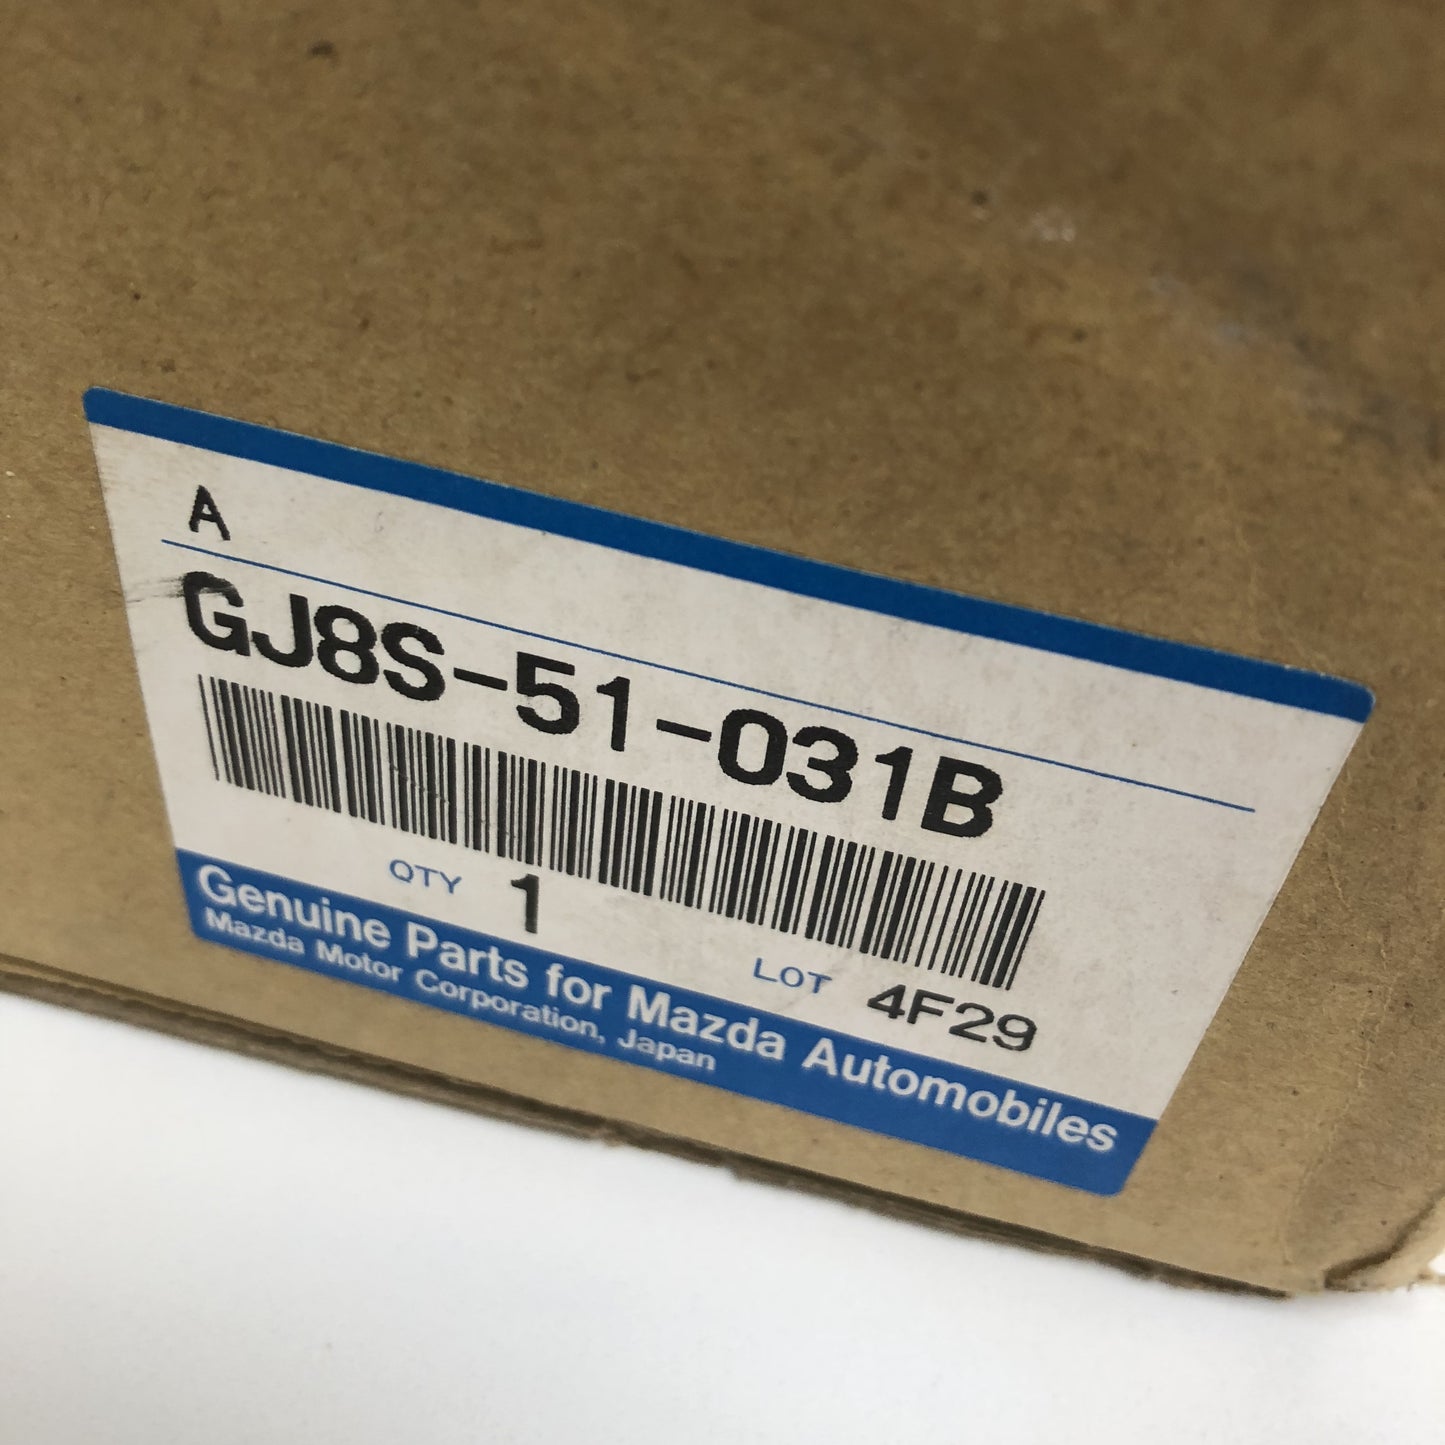 A
GJ8S-51-031B
QTY 1
LOT 4F29
Genuine Parts for Mazda Automobiles
Mazda Motor Corporation, Japan